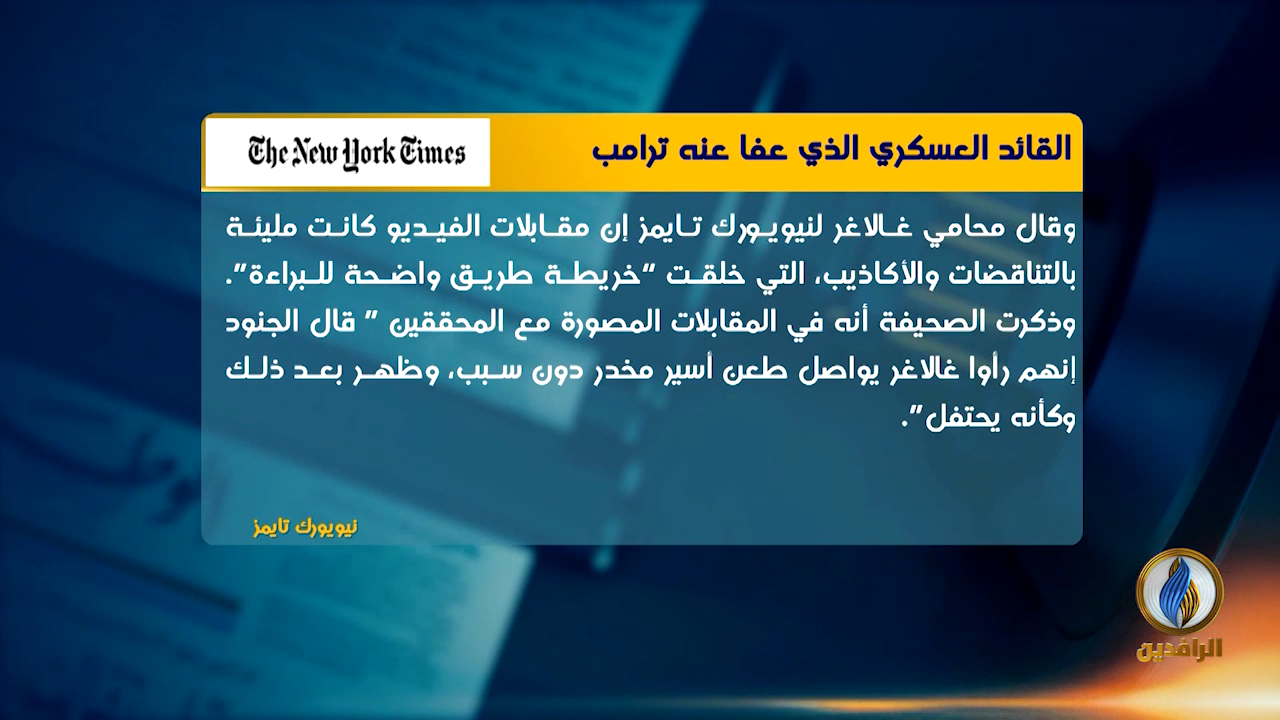 القائد العسكري الذي عفا عنه ترامب
The New York Times
وقال محامي غالاغر لنيويورك تايمز إن مقابلات الفيديو كانت مليئة
بالتناقضات والأكاذيب، التي خلقت “خريطة طريق واضحة للبراءة”.
وذكرت الصحيفة أنه في المقابلات المصورة مع المحققين ” قال الجنود
إنهم رأوا غالاغر يواصل طعن أسير مخدر دون سبب، وظهر بعد ذلك
وكأنه يحتفل”.
نيويورك تايمز
الرافدين